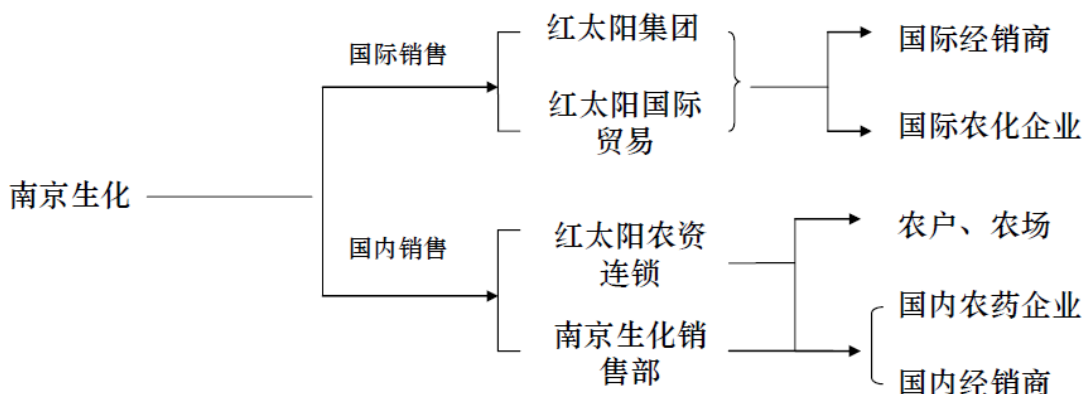 红太阳集团
国际经销商
国际销售
红太阳国际
贸易
国际农化企业
南京生化
农户、农场
国内销售
红太阳农资
连锁
国内农药企业
南京生化销
售部
国内经销商